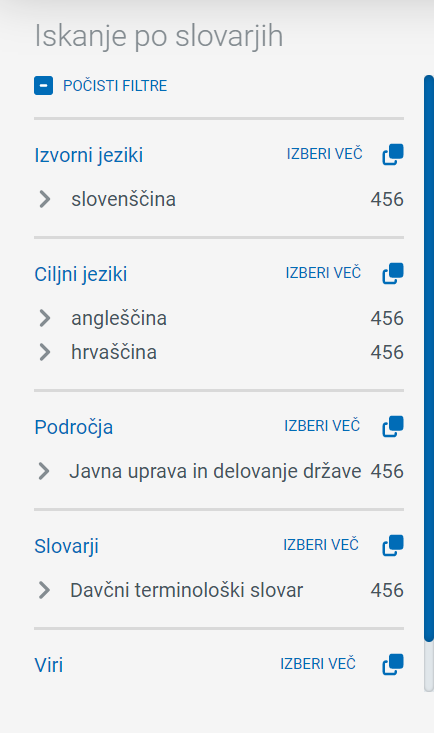 Iskanje po slovarjih
POČISTI FILTRE
Izvorni jeziki IZBERI VEČ
slovenščina 456
Ciljni jeziki IZBERI VEČ
angleščina 456
hrvaščina 456
Področja IZBERI VEČ
Javna uprava in delovanje države 456
Slovarji IZBERI VEČ
Davčni terminološki slovar 456
Viri IZBERI VEČ